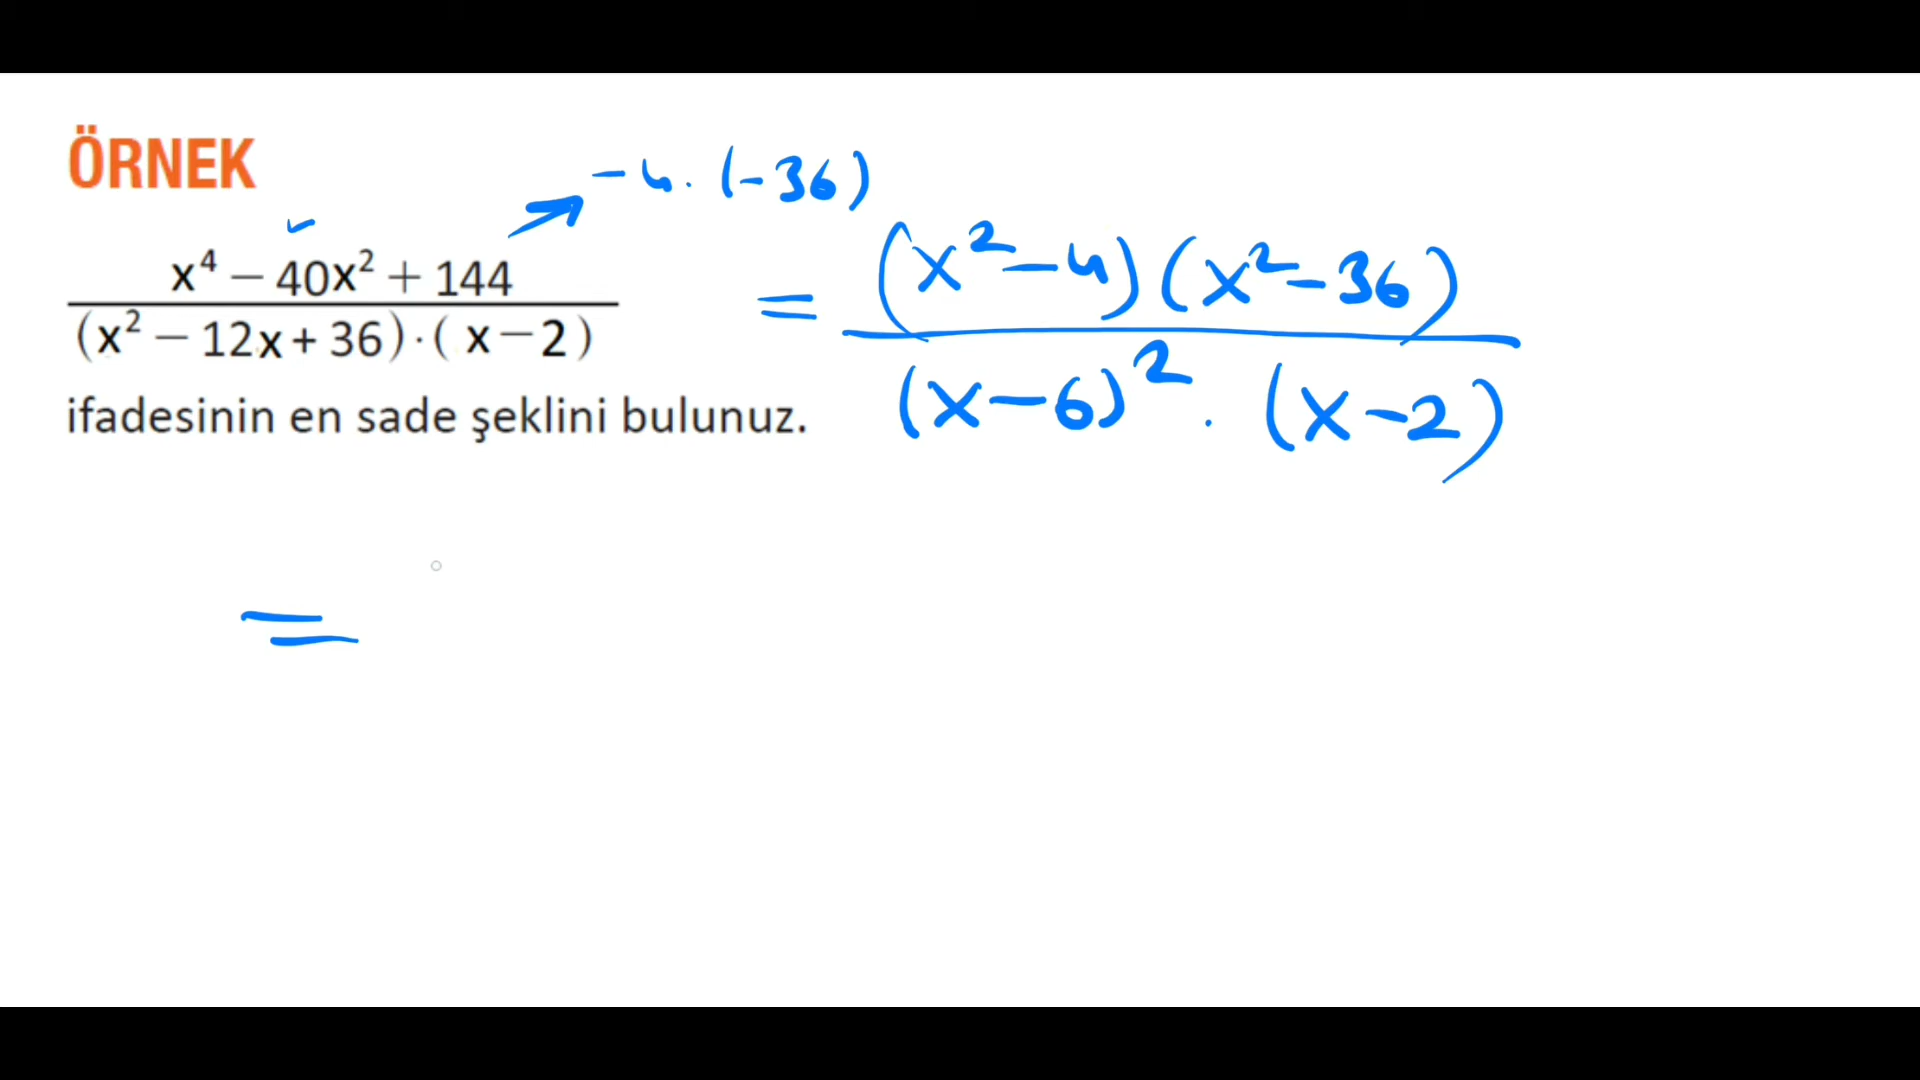 ÖRNEK
-4.(-36)
x⁴ − 40x² + 144
(x² − 12x + 36)·(x − 2)
= (x²-4)(x²-36)
(x-6)² . (x-2)
ifadesinin en sade şeklini bulunuz.
=